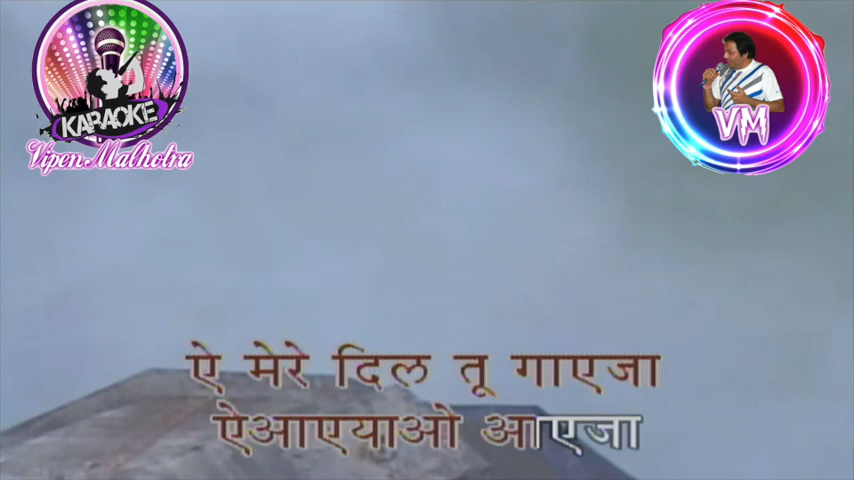 KARAOKE
Vipen Malhotra
VM
ऐ मेरे दिल तू गाएजा
ऐआएयाओ आएजा